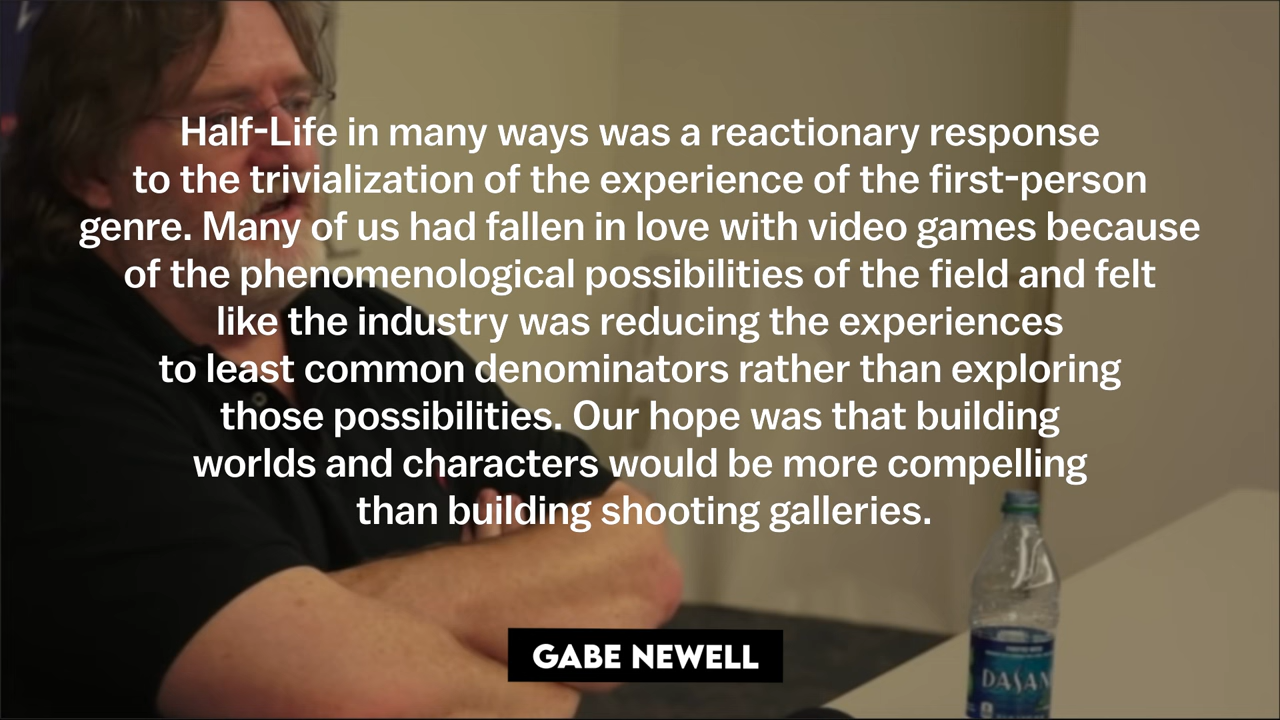 Half-Life in many ways was a reactionary response
to the trivialization of the experience of the first-person
genre. Many of us had fallen in love with video games because
of the phenomenological possibilities of the field and felt
like the industry was reducing the experiences
to least common denominators rather than exploring
those possibilities. Our hope was that building
worlds and characters would be more compelling
than building shooting galleries.
GABE NEWELL
DASAN